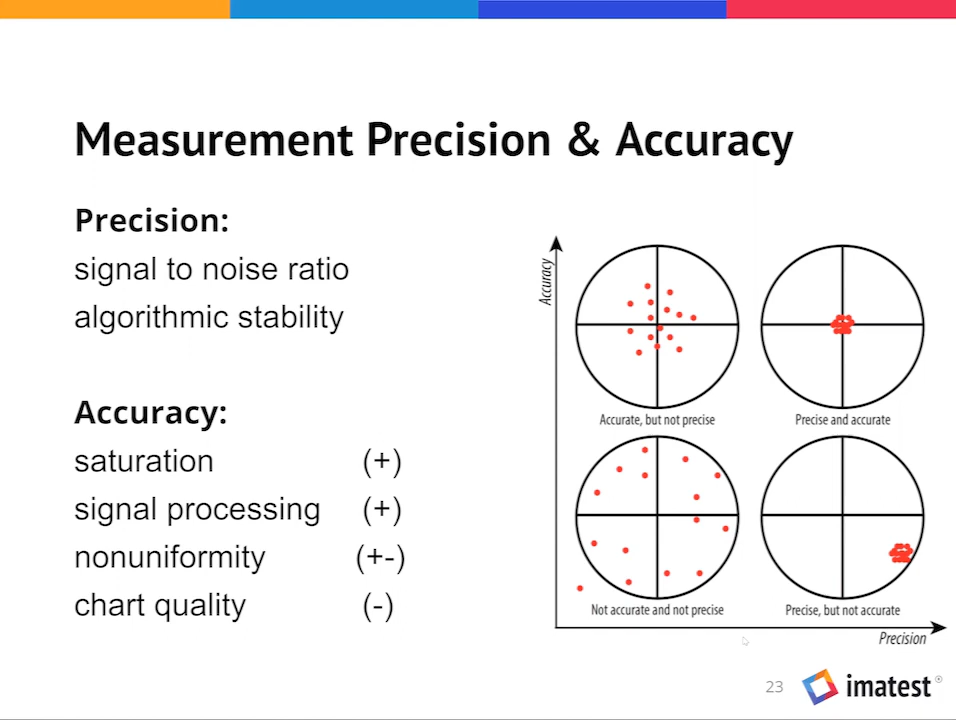 Measurement Precision & Accuracy
Precision:
signal to noise ratio
algorithmic stability
Accuracy:
saturation (+)
signal processing (+)
nonuniformity (+-)
chart quality (-)
Accuracy
Accurate, but not precise
Precise and accurate
Not accurate and not precise
Precise, but not accurate
Precision
23
imatest®